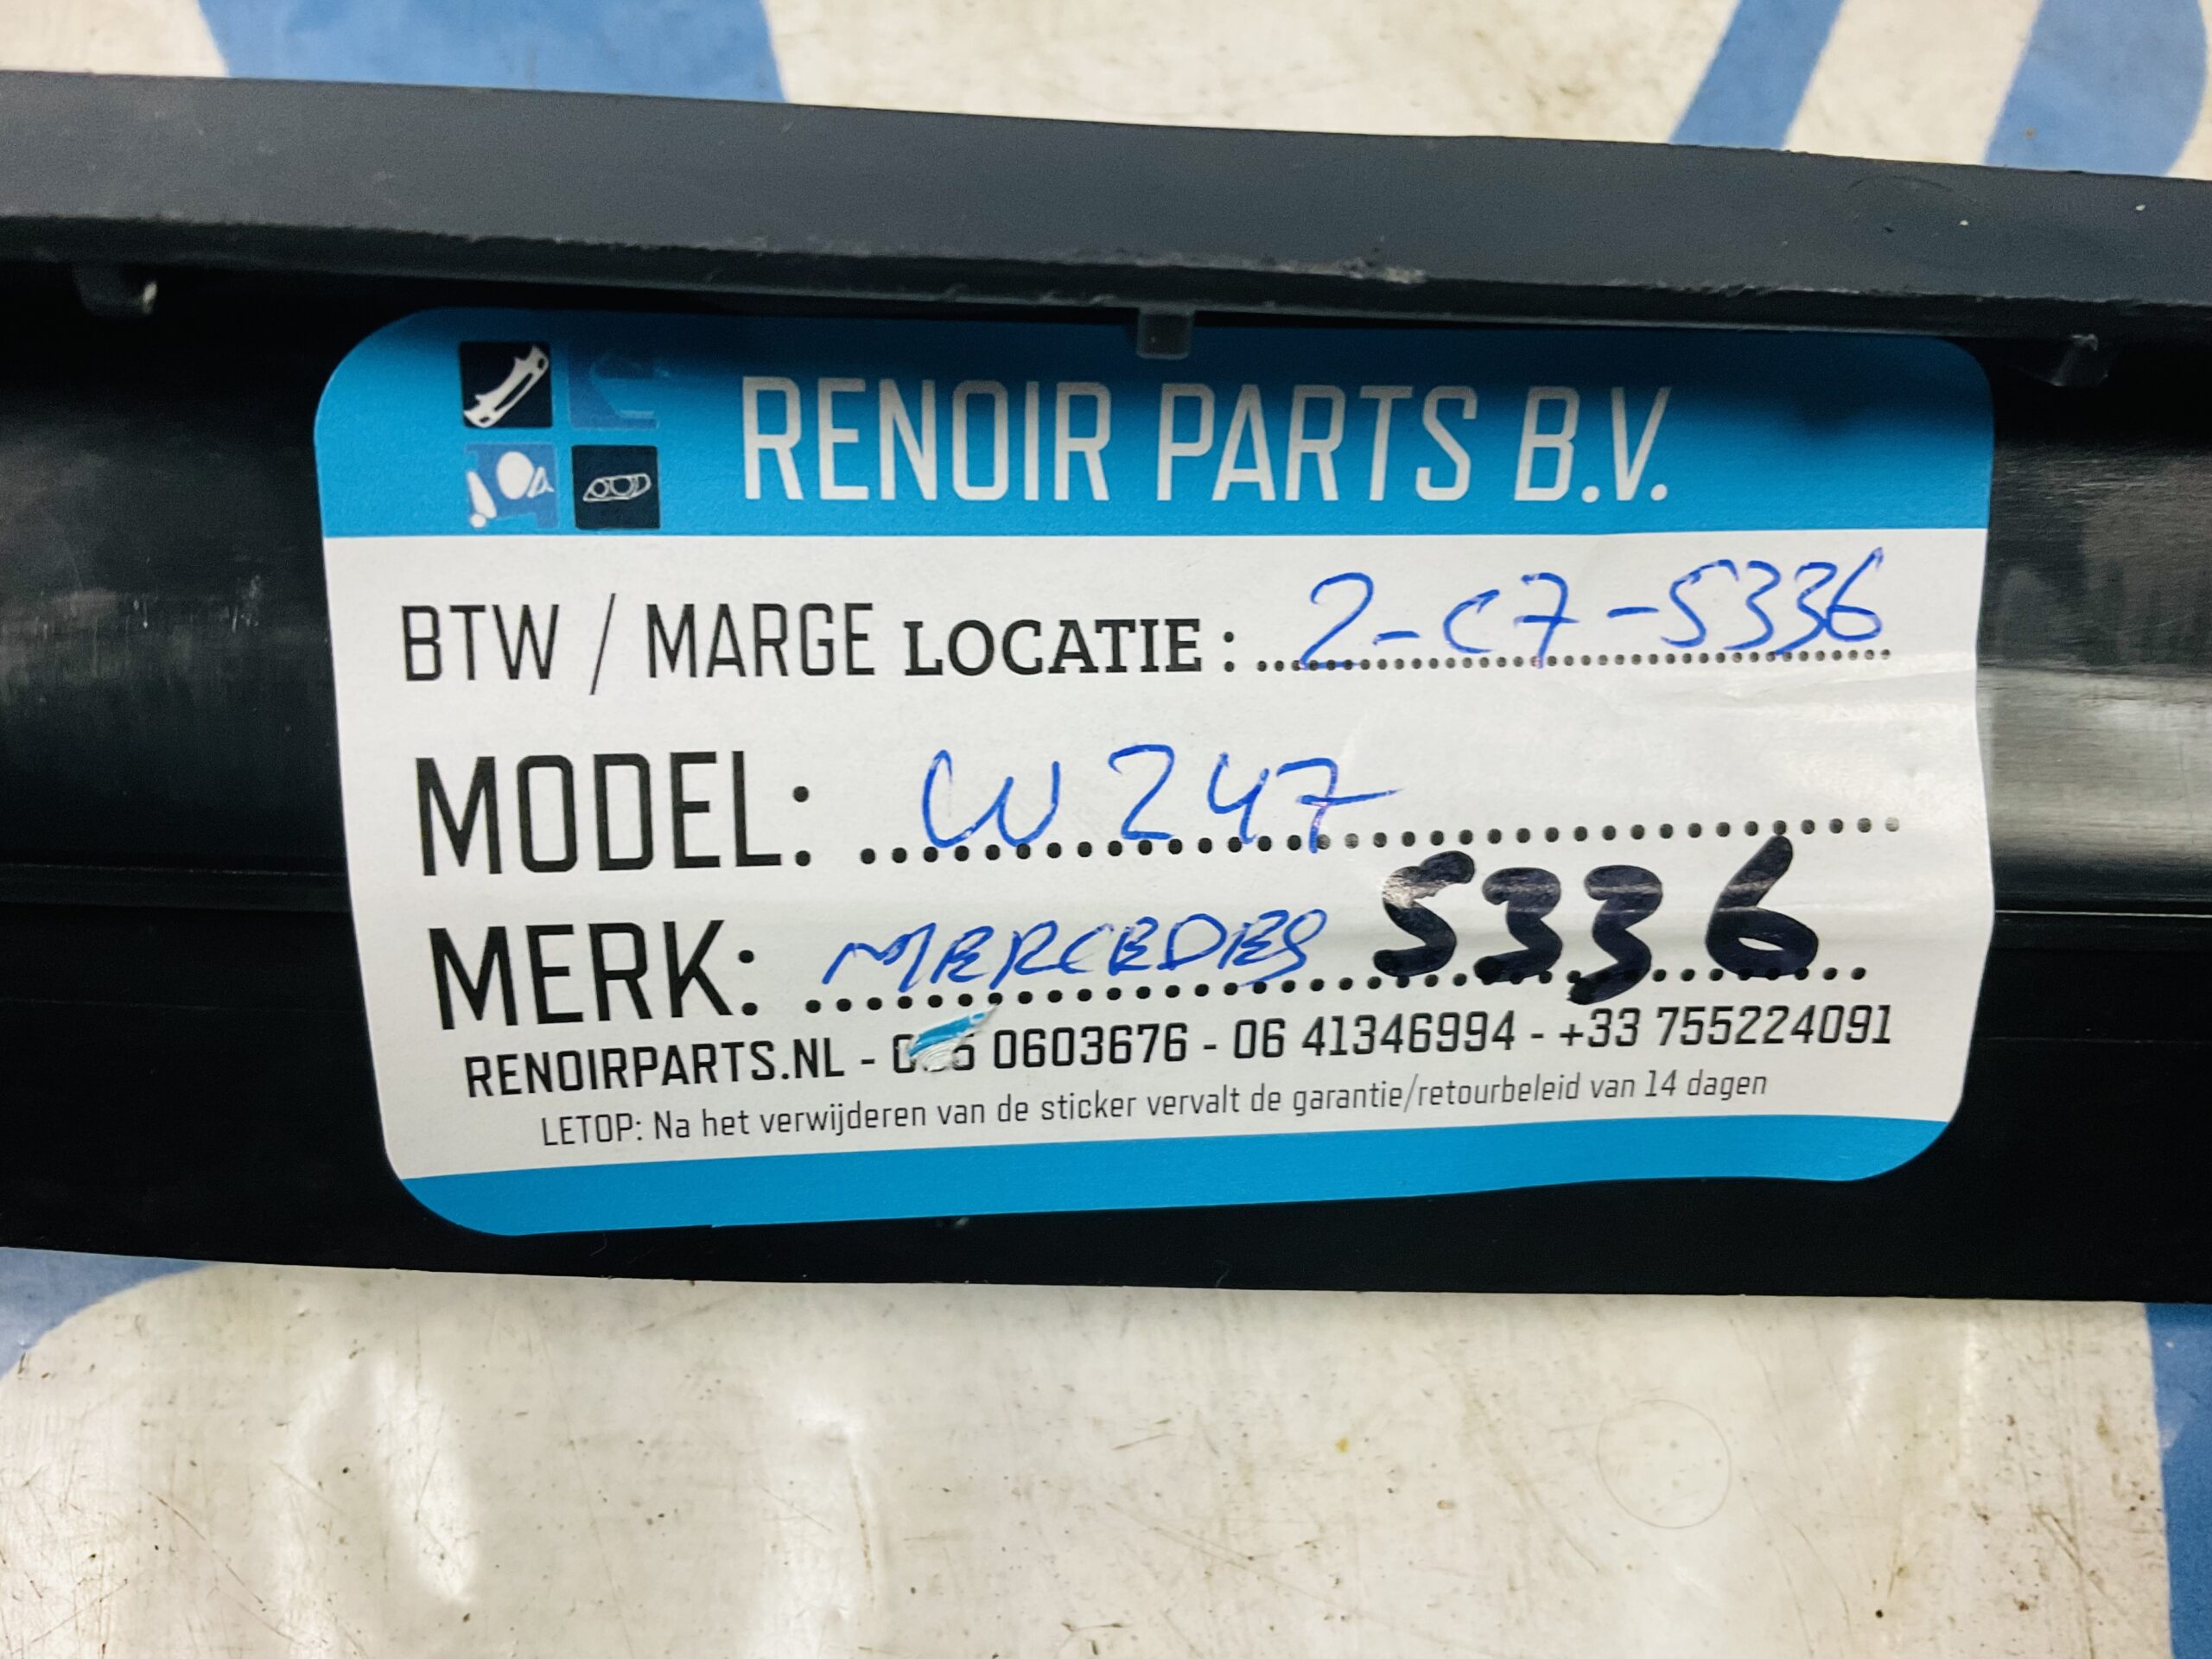 RENOIR PARTS B.V.
BTW / MARGE LOCATIE : 2-C7-5336
MODEL: W247
MERK: MERCEDES 5336
RENOIRPARTS.NL - 0603676 - 06 41346994 - +33 755224091
LETOP: Na het verwijderen van de sticker vervalt de garantie/retourbeleid van 14 dagen